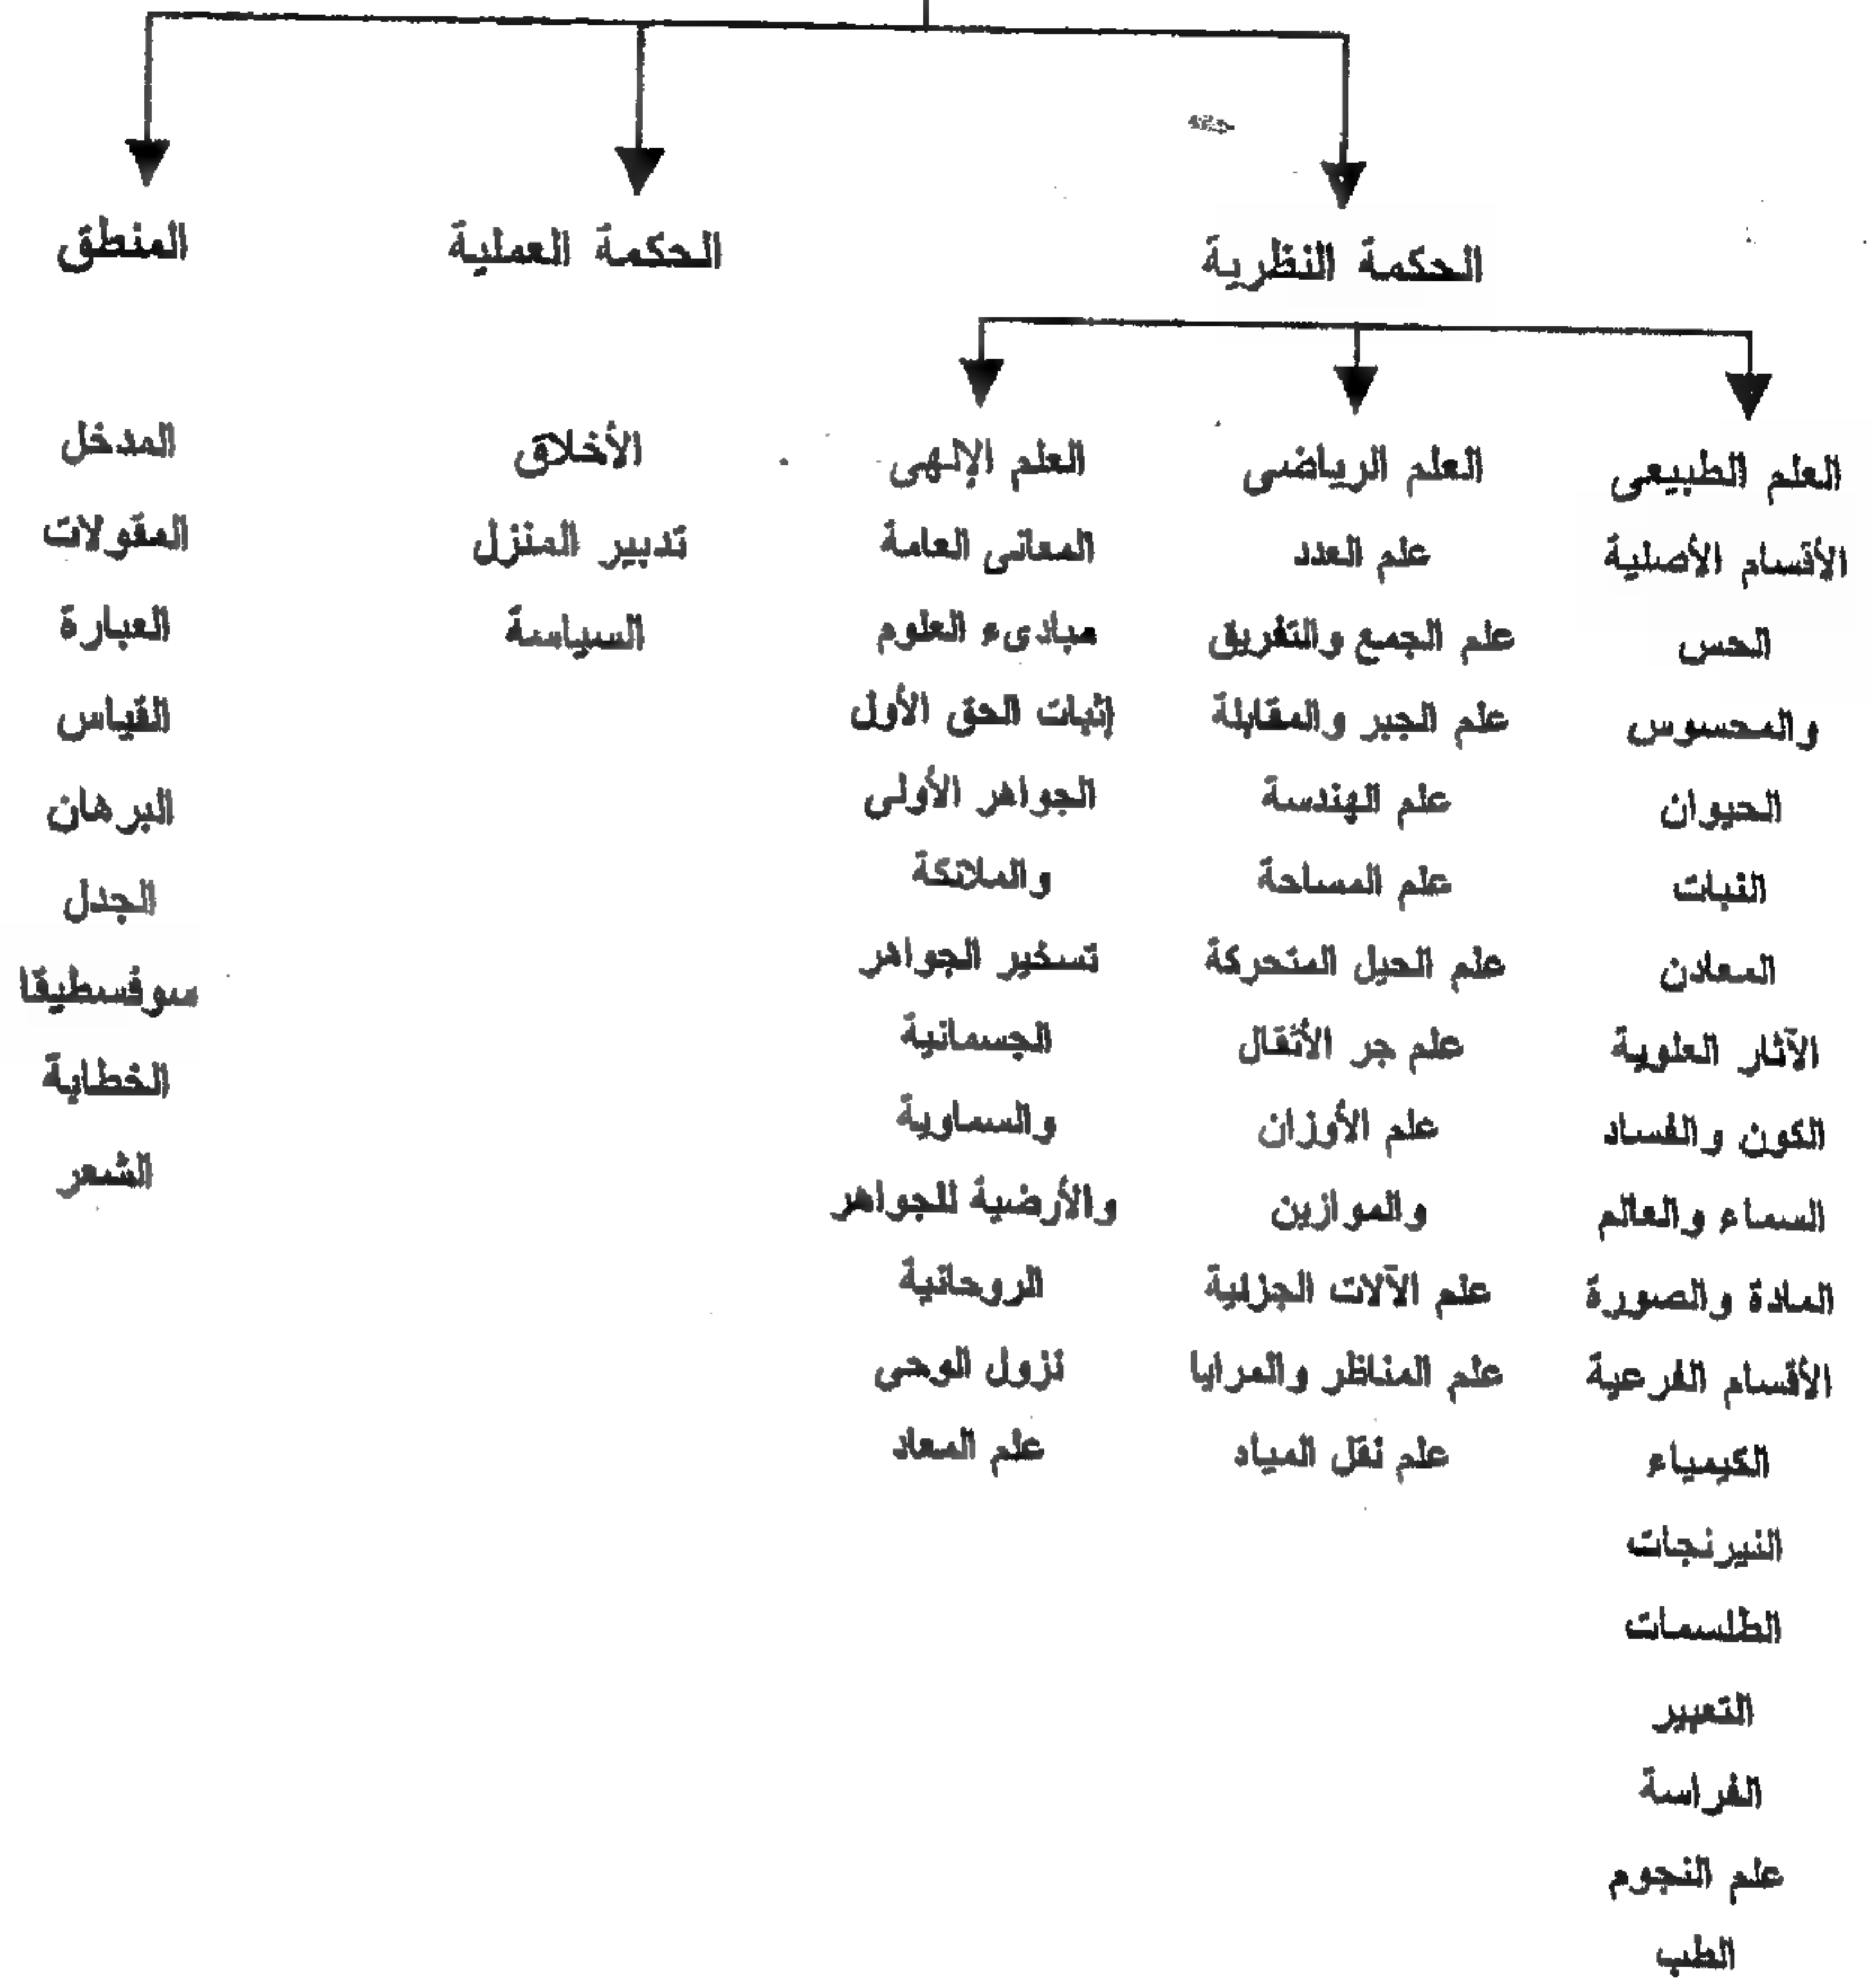 الحكمة النظرية
الحكمة العملية
المنطق
العلم الطبيعى
الأقسام الأصلية
الحس
والمحسوس
الحيوان
النبات
المعادن
الآثار العلوية
الكون والفساد
السماء والعالم
المادة والصورة
الأقسام الفرعية
الكيمياء
النيرنجات
الطلسمات
التعبير
الفراسة
علم النجوم
الطب
العلم الرياضى
علم العدد
علم الجمع والتفريق
علم الجبر والمقابلة
علم الهندسة
علم المساحة
علم الحيل المتحركة
علم جر الأثقال
علم الأوزان
والموازين
علم الآلات الجزئية
علم المناظر والمرايا
علم نقل المياه
العلم الإلهى
المعانى العامة
مبادىء العلوم
إثبات الحق الأول
الجواهر الأولى
والملائكة
تسخير الجواهر
الجسمانية
والسماوية
والأرضية للجواهر
الروحانية
نزول الوحى
علم المعاد
الأخلاق
تدبير المنزل
السياسة
المدخل
المقولات
العبارة
القياس
البرهان
الجدل
سوفسطيقا
الخطابة
الشعر